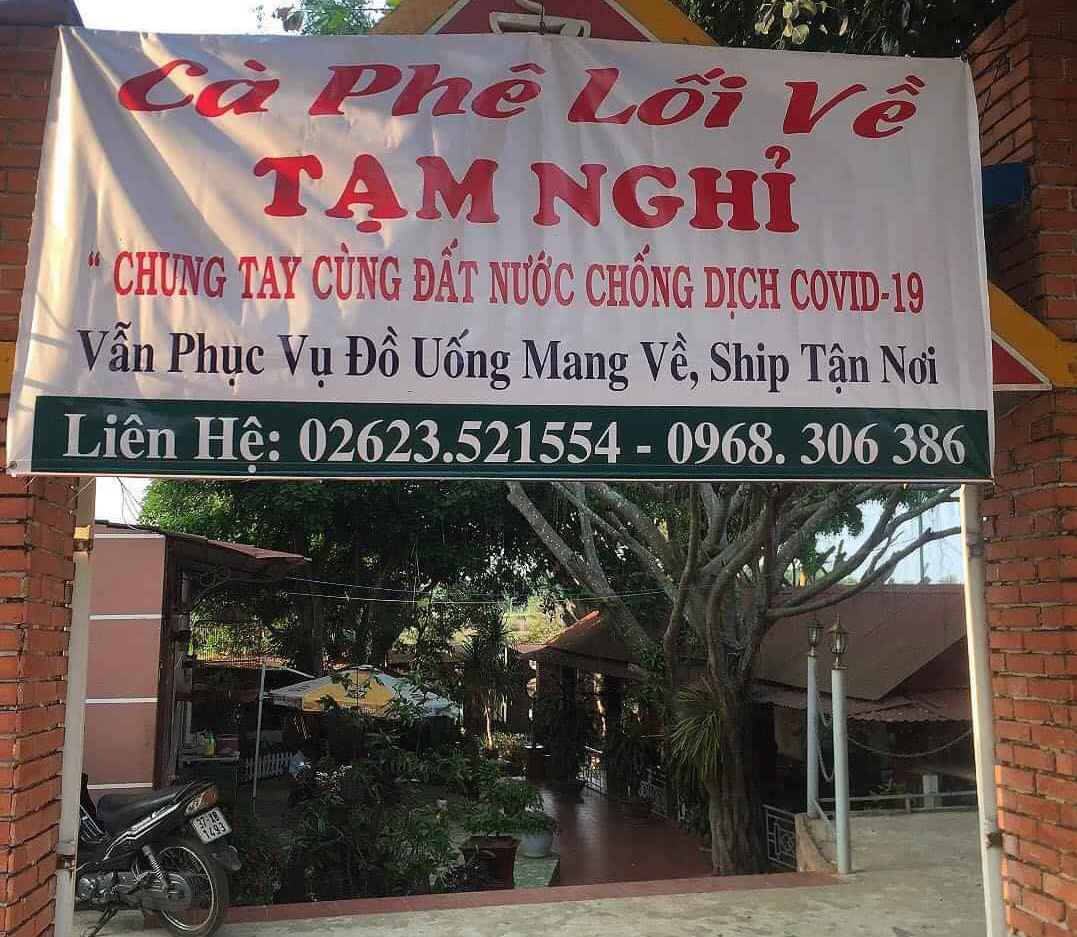 Cà Phê Lối Về
TẠM NGHỈ
“ CHUNG TAY CÙNG ĐẤT NƯỚC CHỐNG DỊCH COVID-19
Vẫn Phục Vụ Đồ Uống Mang Về, Ship Tận Nơi
Liên Hệ: 02623.521554 - 0968. 306 386
1493